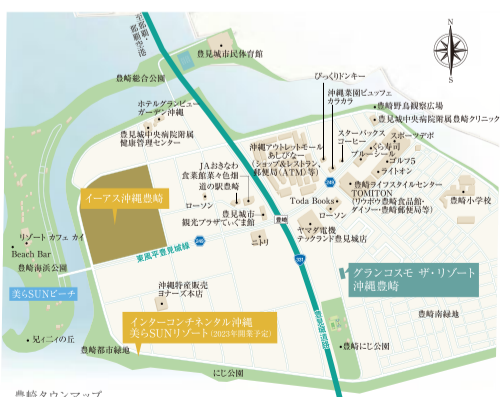 至那覇・
那覇空港
豊見城市民体育館
豊崎総合公園
N
S
びっくりドンキー
沖縄菜園ビュッフェ
カラカラ
豊崎野鳥観察広場
豊見城中央病院附属豊崎クリニック
ホテルグランビュー
ガーデン沖縄
豊見城中央病院附属
健康管理センター
スターバックス
コーヒー
スポーツデポ
くら寿司
ブルーシール
ゴルフ5
ライトオン
沖縄アウトレットモール
あしびなー
(ショップ&レストラン、
郵便局(ATM)等)
JAおきなわ
食菜館菜々色畑
道の駅豊崎
イーアス沖縄豊崎
ローソン
豊見城市
観光プラザていぐま館
豊崎
249
Toda Books
ローソン
豊崎ライフスタイルセンター
TOMITON
(リウボウ豊崎食品館・
ダイソー・豊崎郵便局等)
豊崎小学校
ヤマダ電機
テックランド豊見城店
ニトリ
249
東風平豊見城線
331
リゾート カフェ カイ
Beach Bar
豊崎海浜公園
美らSUNビーチ
グランコスモ ザ・リゾート
沖縄豊崎
沖縄特産販売
ヨナーズ本店
インターコンチネンタル沖縄
美らSUNリゾート(2023年開業予定)
豊見城道路
豊崎南緑地
兄ィニィの丘
豊崎都市緑地
豊崎にじ公園
にじ公園
豊崎タウンマップ